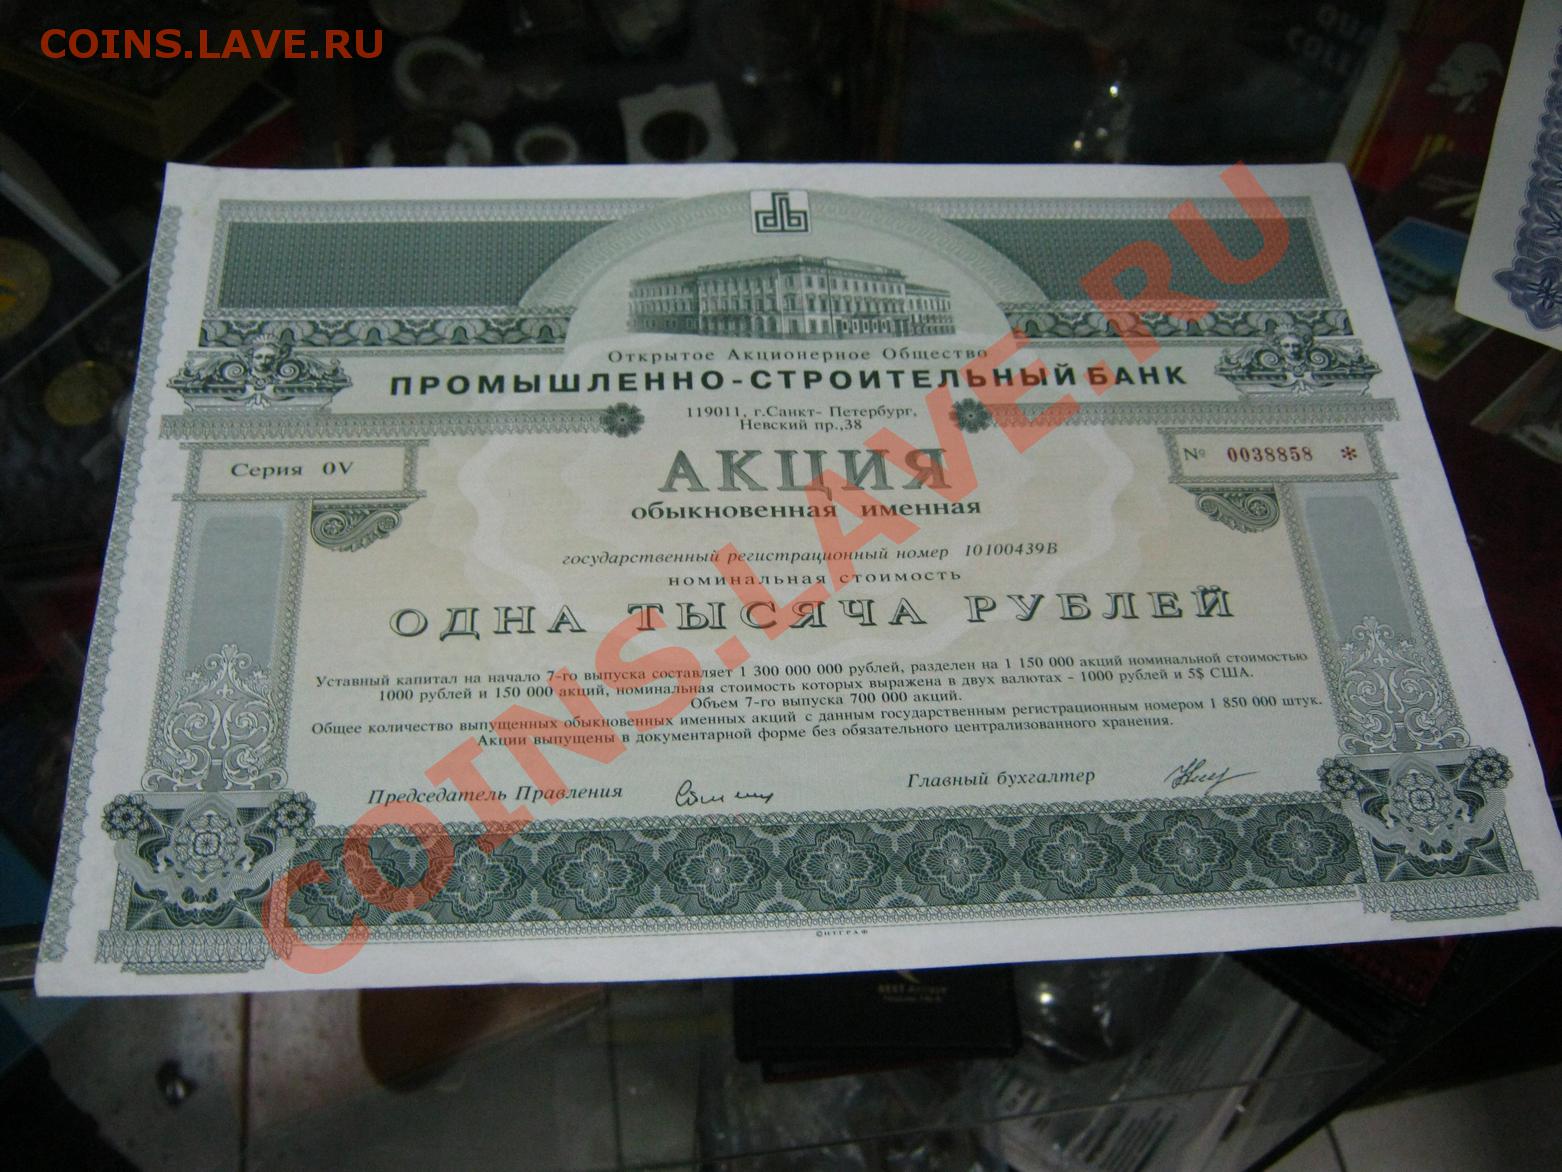 COINS.LAVE.RU
Открытое Акционерное Общество
ПРОМЫШЛЕННО-СТРОИТЕЛЬНЫЙ БАНК
119011, г.Санкт- Петербург,
Невский пр.,38
Серия OV
№ 0038858 *
АКЦИЯ
обыкновенная именная
государственный регистрационный номер 10100439В
номинальная стоимость
ОДНА ТЫСЯЧА РУБЛЕЙ
Уставный капитал на начало 7-го выпуска составляет 1 300 000 000 рублей, разделен на 1 150 000 акций номинальной стоимостью
1000 рублей и 150 000 акций, номинальная стоимость которых выражена в двух валютах - 1000 рублей и 5$ США.
Объем 7-го выпуска 700 000 акций.
Общее количество выпущенных обыкновенных именных акций с данным государственным регистрационным номером 1 850 000 штук.
Акции выпущены в документарной форме без обязательного централизованного хранения.
Председатель Правления
Главный бухгалтер
©НТГРАФ
COINS.LAVE.RU